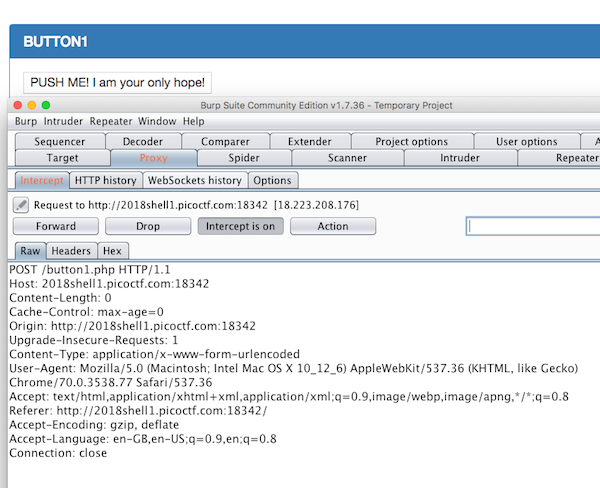 BUTTON1
PUSH ME! I am your only hope!
Burp Suite Community Edition v1.7.36 - Temporary Project
Burp Intruder Repeater Window Help
Sequencer Decoder Comparer Extender Project options User options A
Target Proxy Spider Scanner Intruder Repeater
Intercept HTTP history WebSockets history Options
Request to http://2018shell1.picoctf.com:18342 [18.223.208.176]
Forward Drop Intercept is on Action
Raw Headers Hex
POST /button1.php HTTP/1.1
Host: 2018shell1.picoctf.com:18342
Content-Length: 0
Cache-Control: max-age=0
Origin: http://2018shell1.picoctf.com:18342
Upgrade-Insecure-Requests: 1
Content-Type: application/x-www-form-urlencoded
User-Agent: Mozilla/5.0 (Macintosh; Intel Mac OS X 10_12_6) AppleWebKit/537.36 (KHTML, like Gecko)
Chrome/70.0.3538.77 Safari/537.36
Accept: text/html,application/xhtml+xml,application/xml;q=0.9,image/webp,image/apng,*/*;q=0.8
Referer: http://2018shell1.picoctf.com:18342/
Accept-Encoding: gzip, deflate
Accept-Language: en-GB,en-US;q=0.9,en;q=0.8
Connection: close